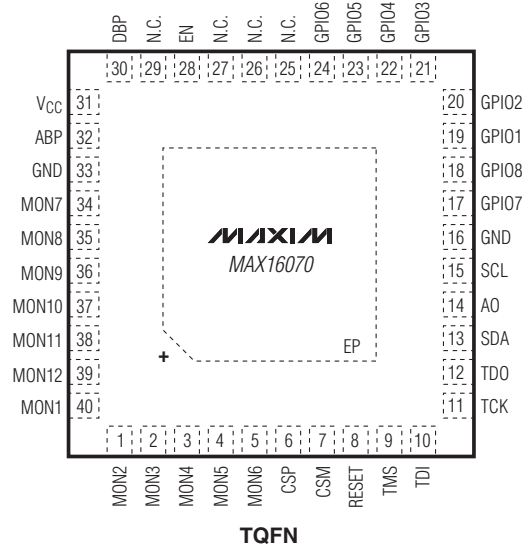 DBP N.C. EN N.C. N.C. N.C. GPIO6 GPIO5 GPIO4 GPIO3
30 29 28 27 26 25 24 23 22 21
VCC 31
ABP 32
GND 33
MON7 34
MON8 35
MON9 36
MON10 37
MON11 38
MON12 39
MON1 40
MAXIM
MAX16070
EP
+
20 GPIO2
19 GPIO1
18 GPIO8
17 GPIO7
16 GND
15 SCL
14 A0
13 SDA
12 TDO
11 TCK
1 2 3 4 5 6 7 8 9 10
MON2 MON3 MON4 MON5 MON6 CSP CSM RESET TMS TDI
TQFN